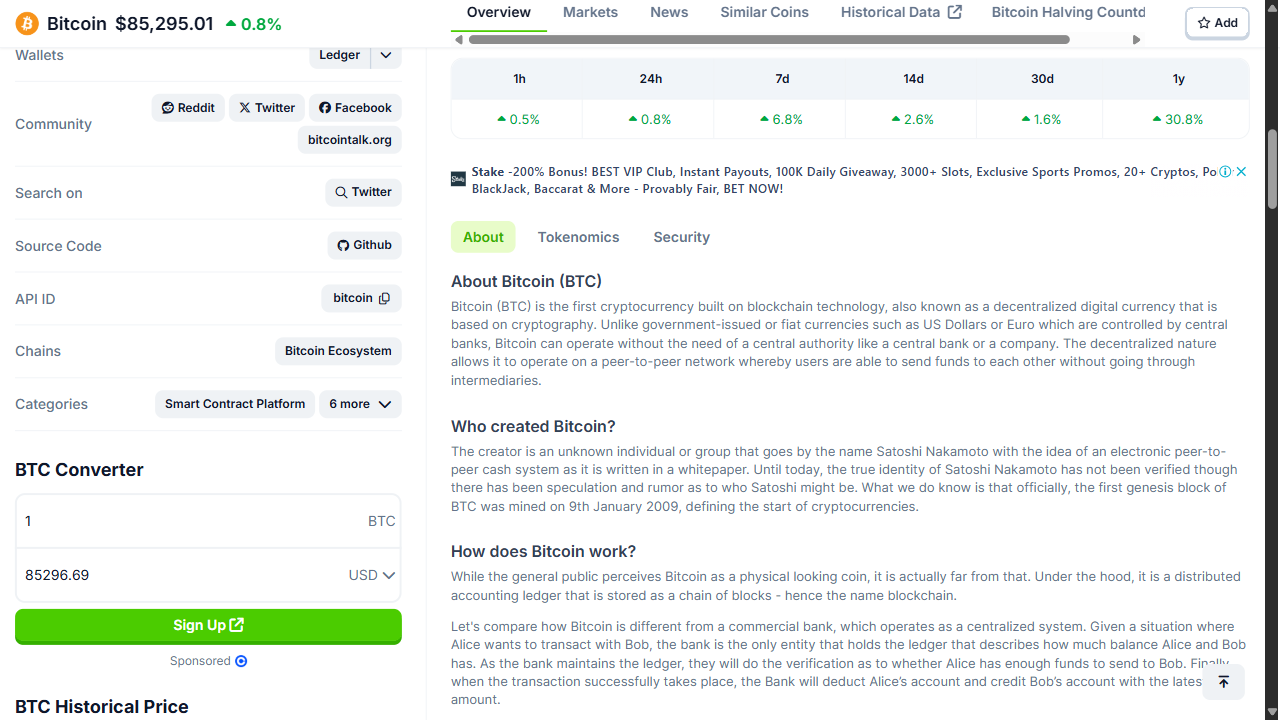 Bitcoin $85,295.01 0.8%
Overview Markets News Similar Coins Historical Data Bitcoin Halving Countd
Add
Wallets
Ledger
Community
Reddit Twitter Facebook
bitcointalk.org
Search on
Twitter
Source Code
Github
API ID
bitcoin
Chains
Bitcoin Ecosystem
Categories
Smart Contract Platform 6 more
BTC Converter
1 BTC
85296.69 USD
Sign Up
Sponsored
BTC Historical Price
1h 24h 7d 14d 30d 1y
0.5% 0.8% 6.8% 2.6% 1.6% 30.8%
Stake -200% Bonus! BEST VIP Club, Instant Payouts, 100K Daily Giveaway, 3000+ Slots, Exclusive Sports Promos, 20+ Cryptos, Po
BlackJack, Baccarat & More - Provably Fair, BET NOW!
About Tokenomics Security
About Bitcoin (BTC)
Bitcoin (BTC) is the first cryptocurrency built on blockchain technology, also known as a decentralized digital currency that is
based on cryptography. Unlike government-issued or fiat currencies such as US Dollars or Euro which are controlled by central
banks, Bitcoin can operate without the need of a central authority like a central bank or a company. The decentralized nature
allows it to operate on a peer-to-peer network whereby users are able to send funds to each other without going through
intermediaries.
Who created Bitcoin?
The creator is an unknown individual or group that goes by the name Satoshi Nakamoto with the idea of an electronic peer-to-
peer cash system as it is written in a whitepaper. Until today, the true identity of Satoshi Nakamoto has not been verified though
there has been speculation and rumor as to who Satoshi might be. What we do know is that officially, the first genesis block of
BTC was mined on 9th January 2009, defining the start of cryptocurrencies.
How does Bitcoin work?
While the general public perceives Bitcoin as a physical looking coin, it is actually far from that. Under the hood, it is a distributed
accounting ledger that is stored as a chain of blocks - hence the name blockchain.
Let's compare how Bitcoin is different from a commercial bank, which operates as a centralized system. Given a situation where
Alice wants to transact with Bob, the bank is the only entity that holds the ledger that describes how much balance Alice and Bob
has. As the bank maintains the ledger, they will do the verification as to whether Alice has enough funds to send to Bob. Finally
when the transaction successfully takes place, the Bank will deduct Alice's account and credit Bob's account with the lates
amount.